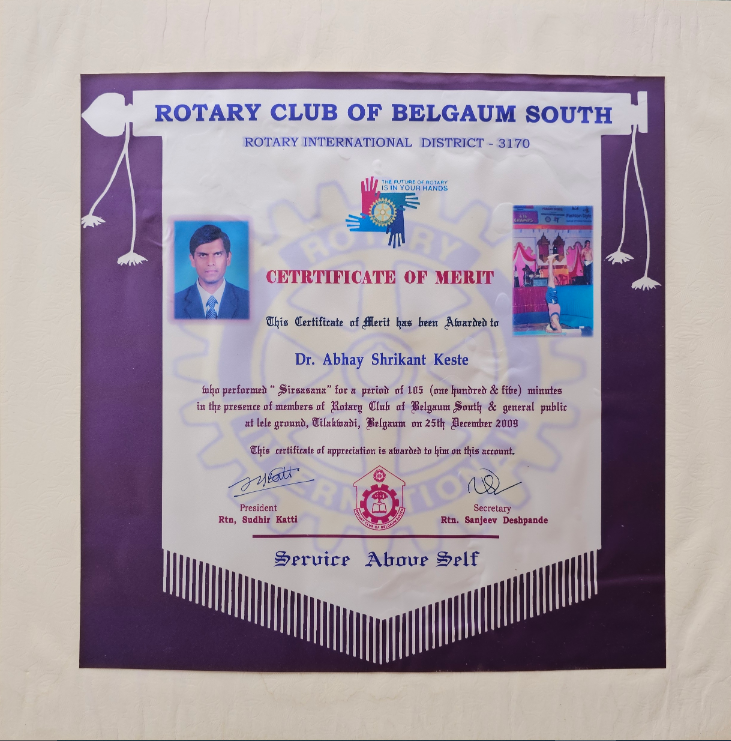 ROTARY CLUB OF BELGAUM SOUTH
ROTARY INTERNATIONAL DISTRICT - 3170
THE FUTURE OF ROTARY
IS IN YOUR HANDS
ROTARY
CETRTIFICATE OF MERIT
This Certificate of Merit has been Awarded to
Dr. Abhay Shrikant Keste
who performed " Sirsasana" for a period of 105 (one hundred & five) minutes
in the presence of members of Rotary Club of Belgaum South & general public
at lele ground, Tilakwadi, Belgaum on 25th December 2009
This certificate of appreciation is awarded to him on this account.
INTERNATIONAL
President
Rtn, Sudhir Katti
Secretary
Rtn. Sanjeev Deshpande
Service Above Self